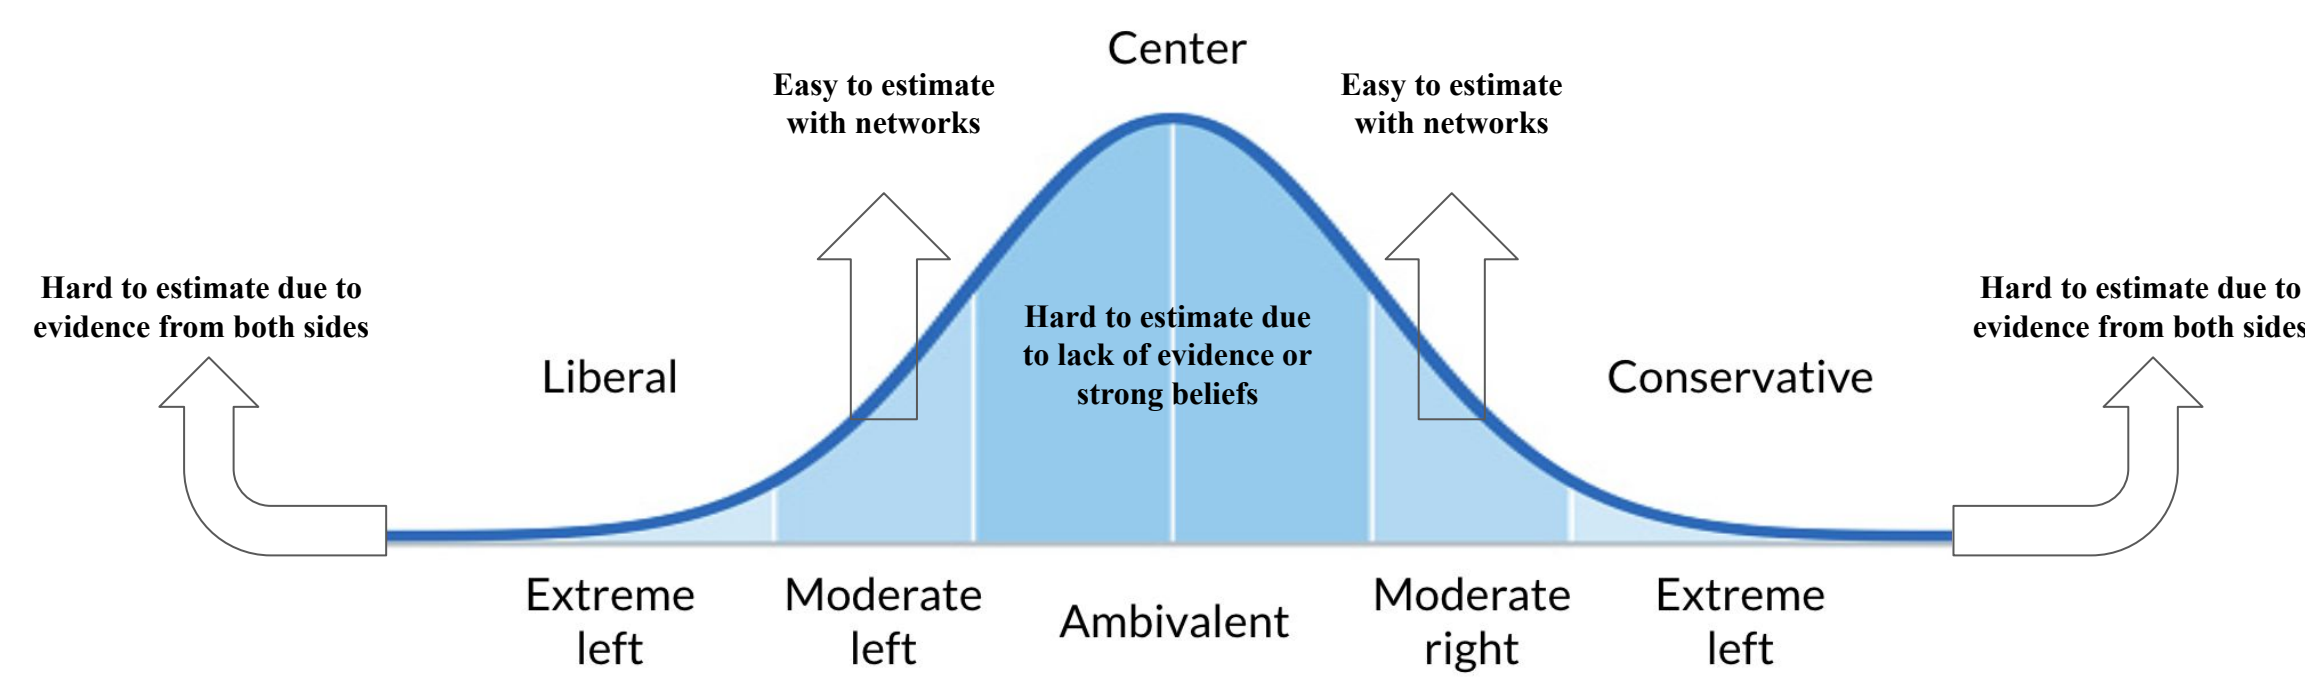 Center
Easy to estimate
with networks
Easy to estimate
with networks
Hard to estimate due to
evidence from both sides
Hard to estimate due
to lack of evidence or
strong beliefs
Hard to estimate due to
evidence from both sides
Liberal
Conservative
Extreme
left
Moderate
left
Ambivalent
Moderate
right
Extreme
left